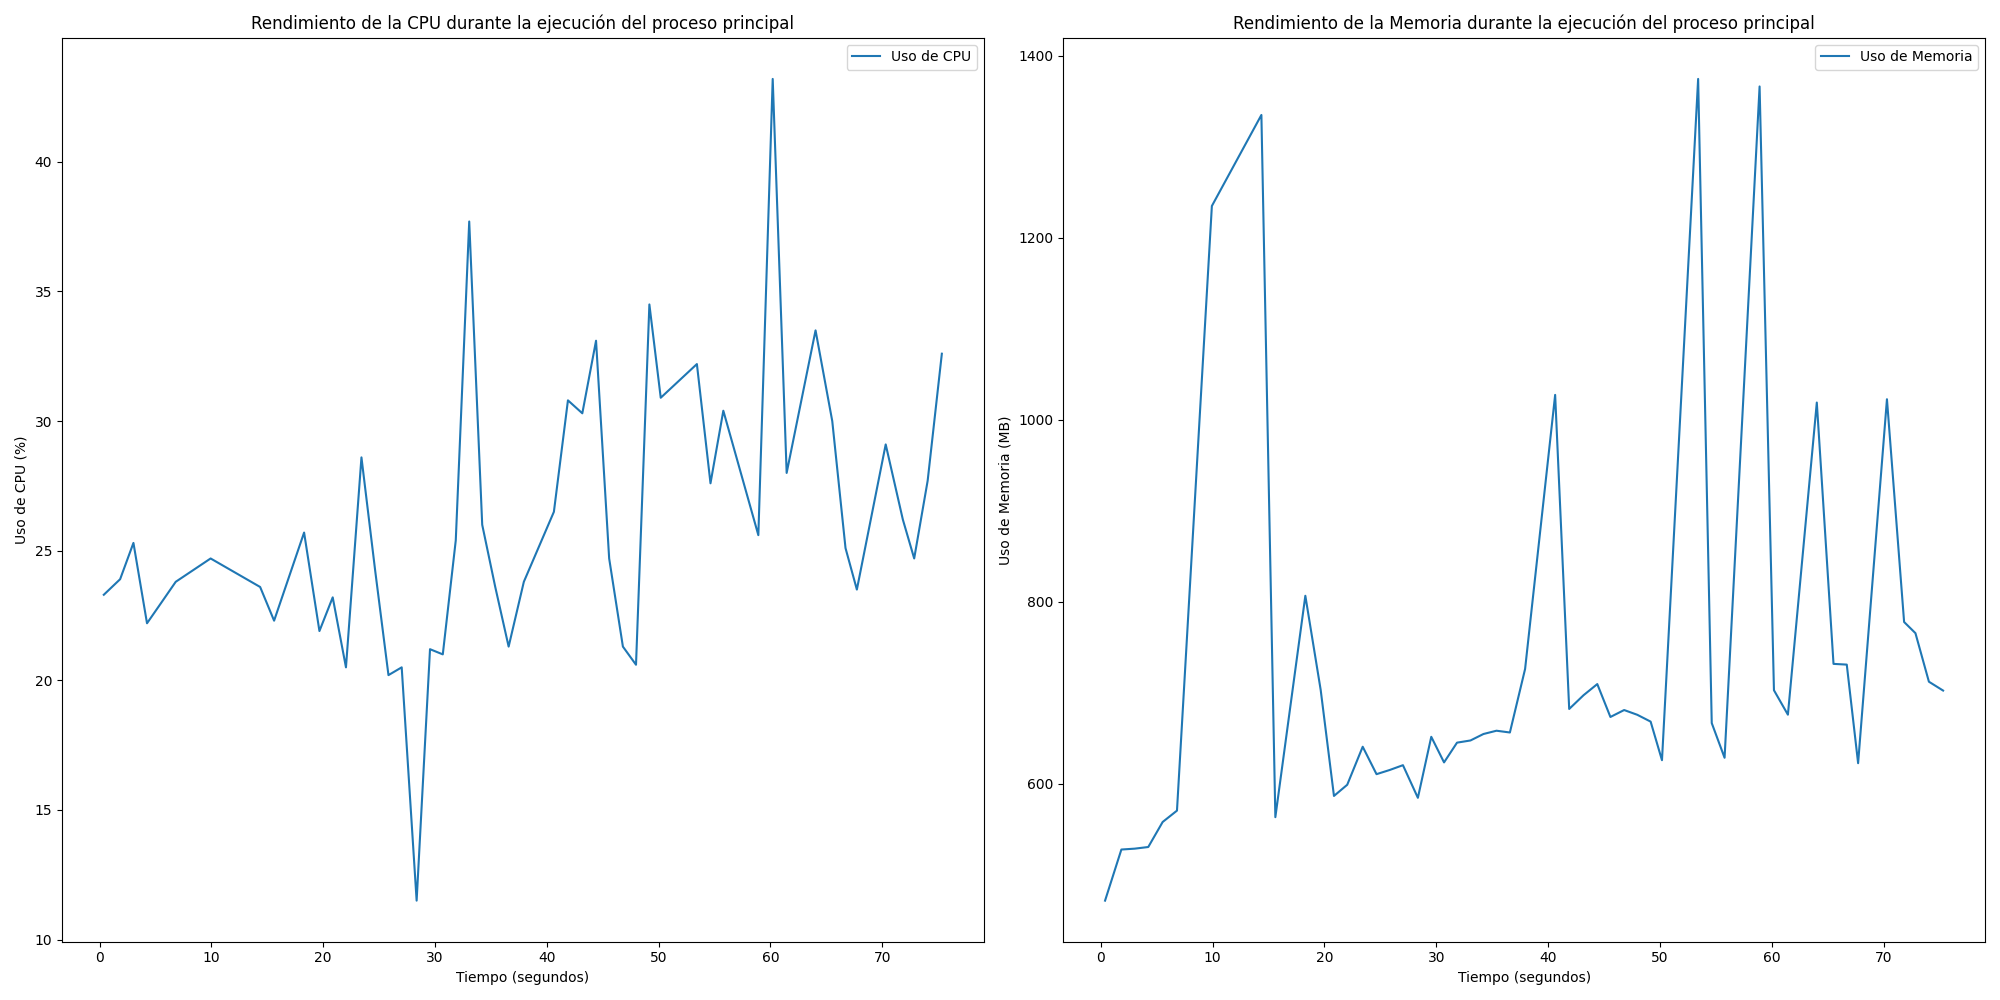 Rendimiento de la CPU durante la ejecución del proceso principal
Uso de CPU
Uso de CPU (%)
40
35
30
25
20
15
10
0 10 20 30 40 50 60 70
Tiempo (segundos)
Rendimiento de la Memoria durante la ejecución del proceso principal
Uso de Memoria
Uso de Memoria (MB)
1400
1200
1000
800
600
0 10 20 30 40 50 60 70
Tiempo (segundos)